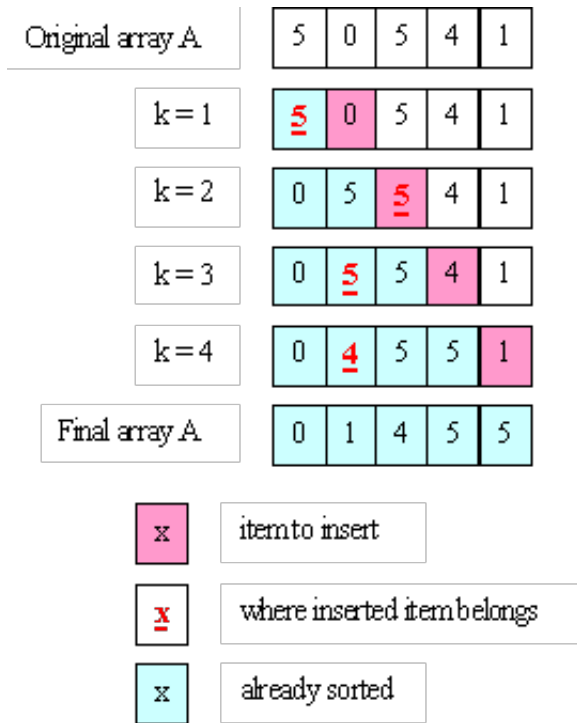 Original array A 5 0 5 4 1
k = 1 5 0 5 4 1
k = 2 0 5 5 4 1
k = 3 0 5 5 4 1
k = 4 0 4 5 5 1
Final array A 0 1 4 5 5
x item to insert
x where inserted item belongs
x already sorted